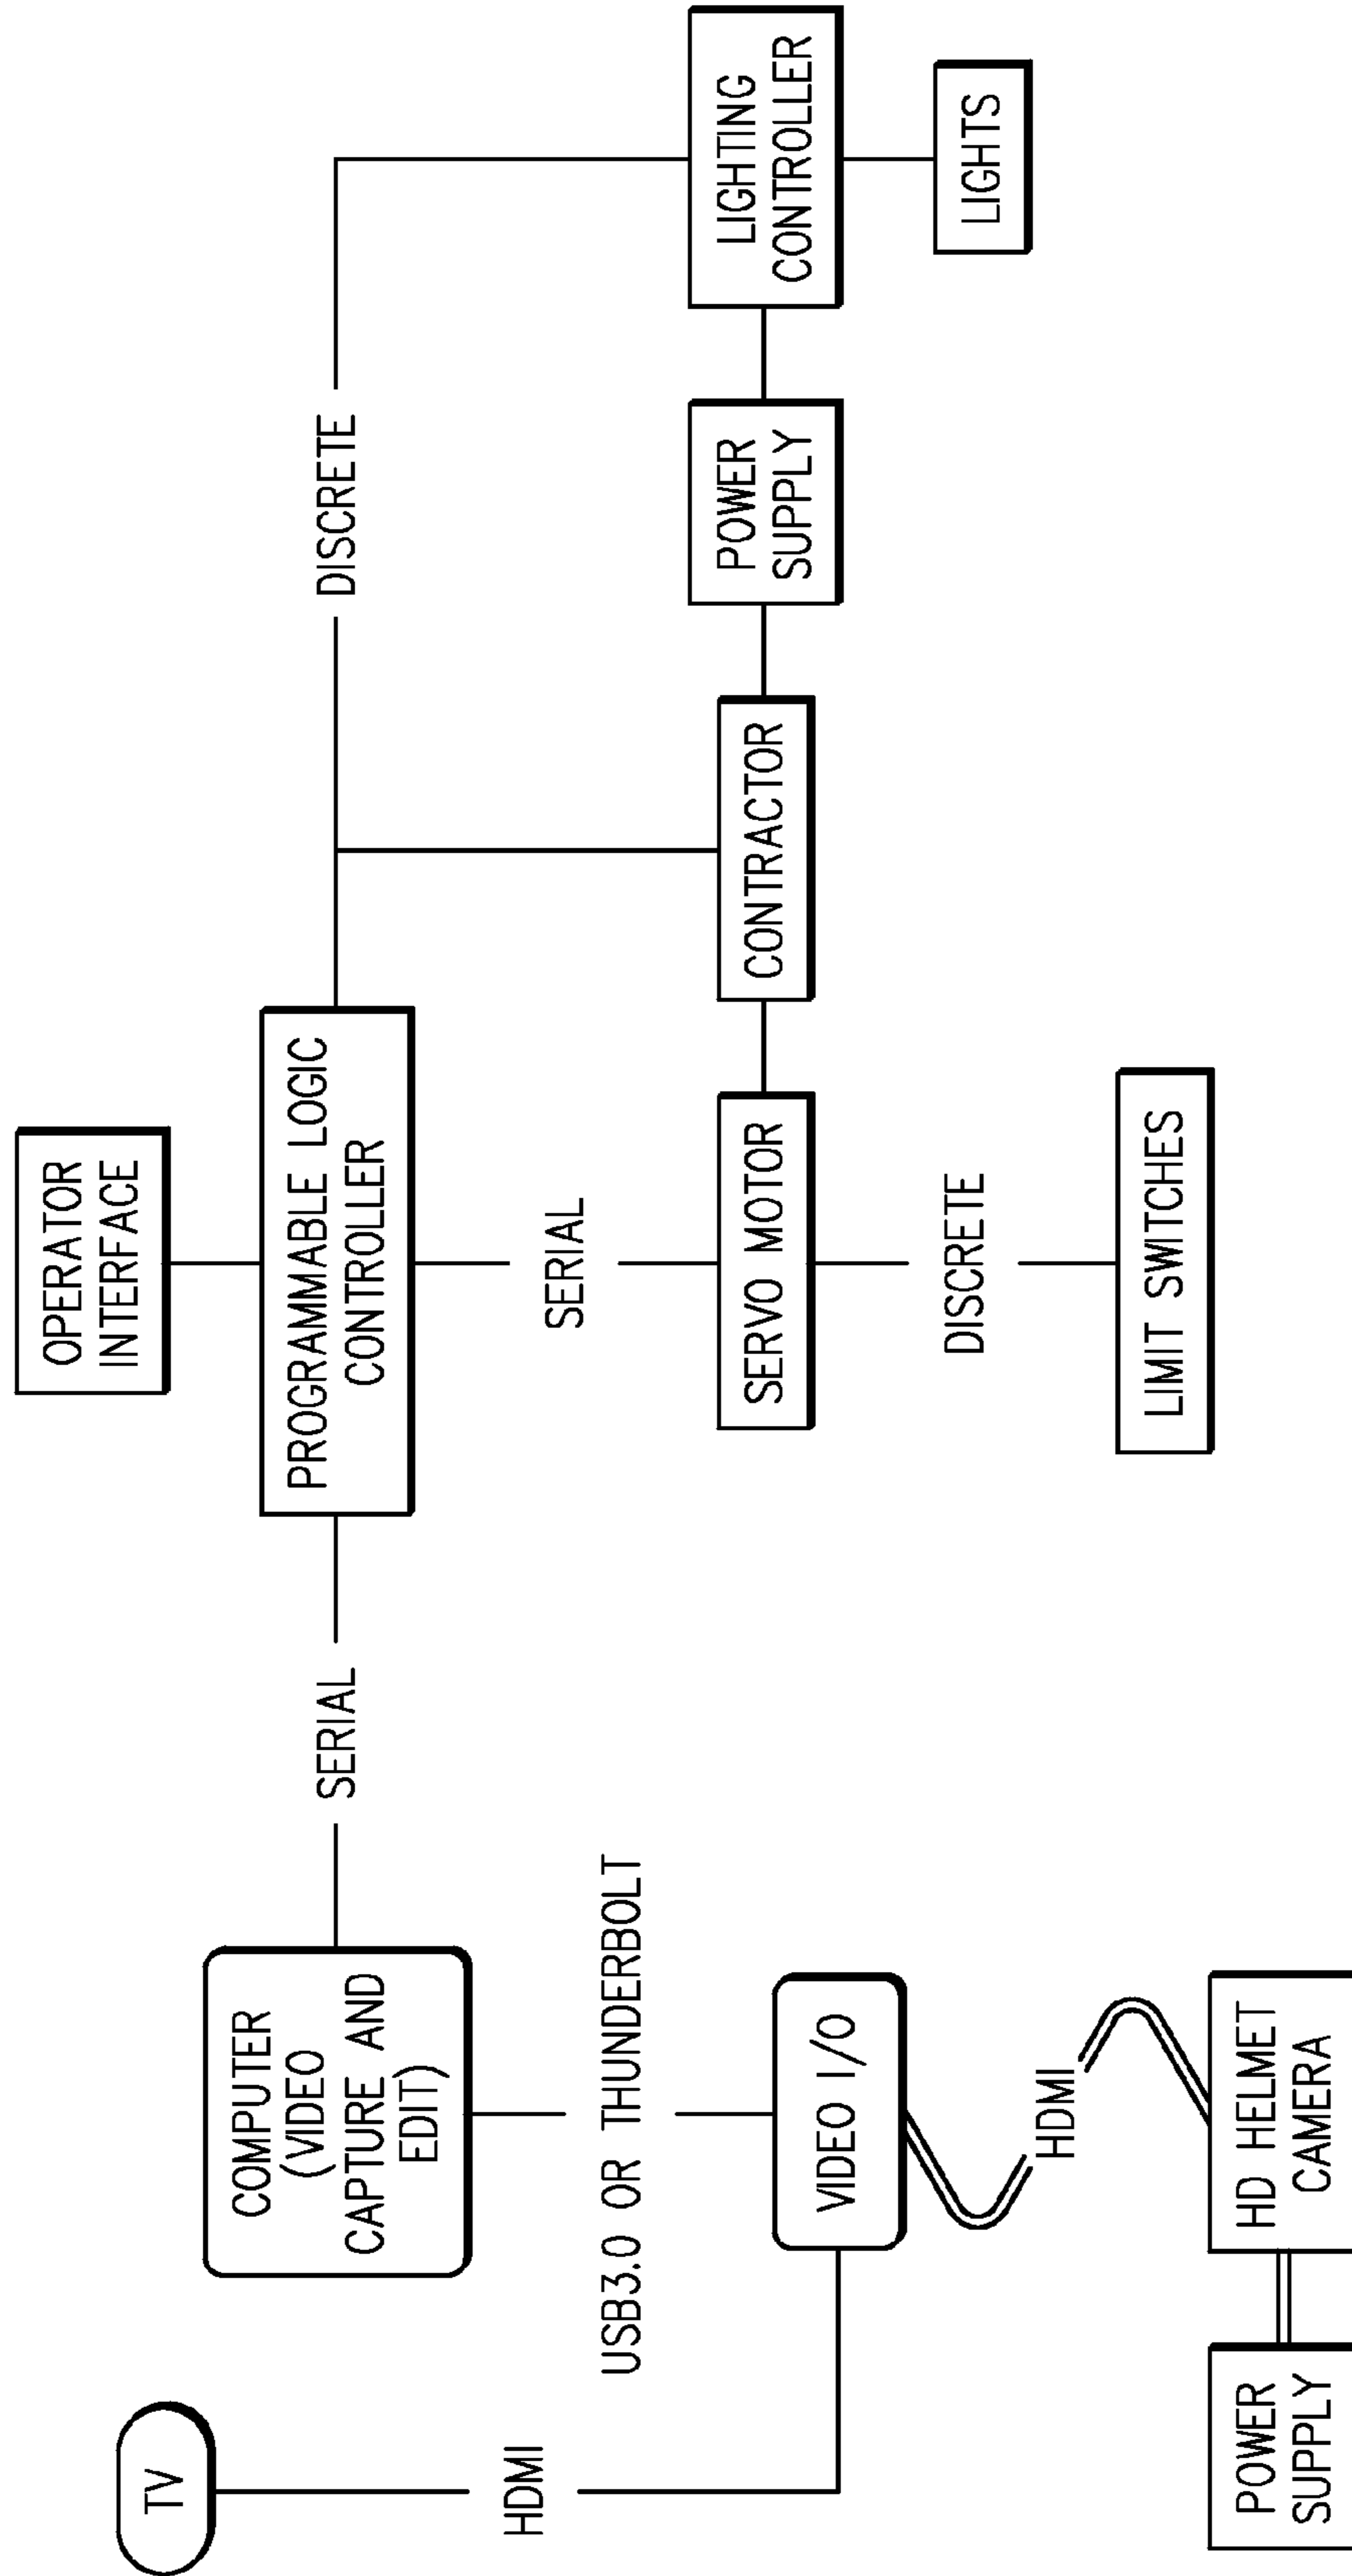 TV
HDMI
COMPUTER
(VIDEO
CAPTURE AND
EDIT)
SERIAL
OPERATOR
INTERFACE
PROGRAMMABLE LOGIC
CONTROLLER
DISCRETE
USB3.0 OR THUNDERBOLT
SERIAL
VIDEO I/O
SERVO MOTOR
CONTRACTOR
POWER
SUPPLY
LIGHTING
CONTROLLER
HDMI
DISCRETE
LIGHTS
POWER
SUPPLY
HD HELMET
CAMERA
LIMIT SWITCHES